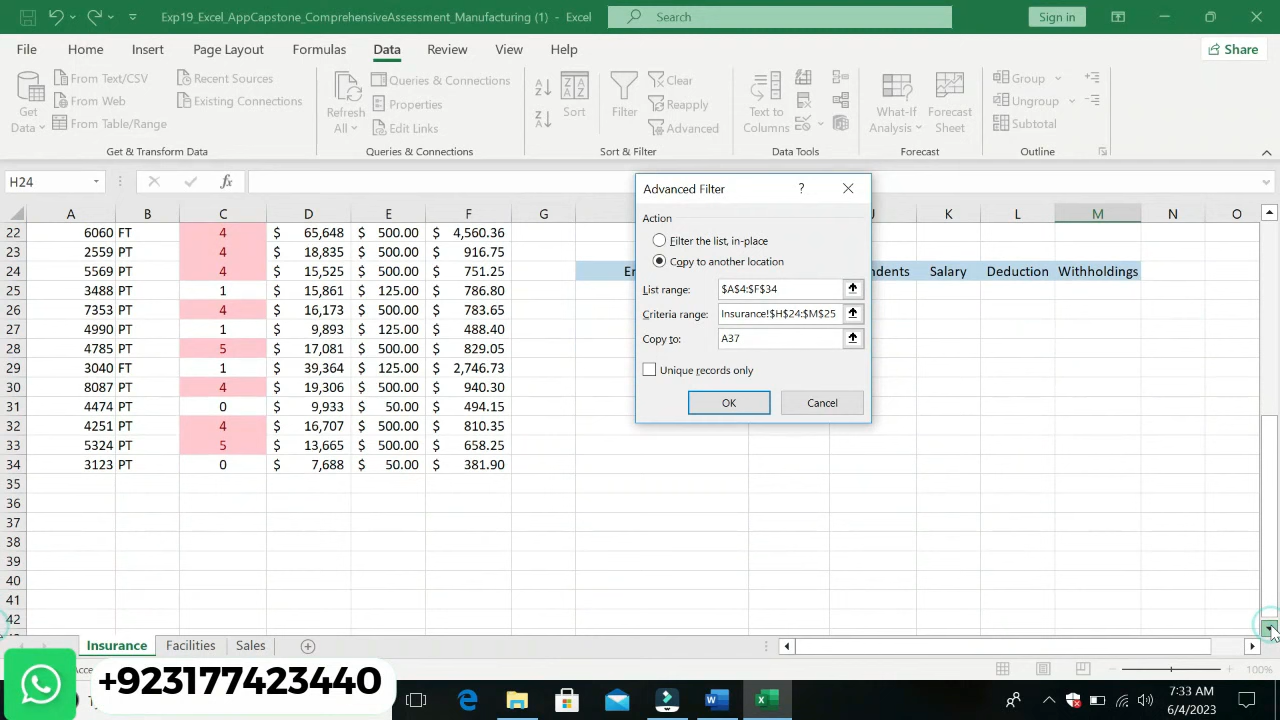 Exp19_Excel_AppCapstone_ComprehensiveAssessment_Manufacturing (1) - Excel
Search
Sign in
File Home Insert Page Layout Formulas Data Review View Help
Share
Get Data
From Text/CSV
From Web
From Table/Range
Recent Sources
Existing Connections
Get & Transform Data
Refresh All
Queries & Connections
Properties
Edit Links
Queries & Connections
Sort
Filter
Clear
Reapply
Advanced
Sort & Filter
Text to Columns
Data Tools
What-If Analysis
Forecast Sheet
Forecast
Group
Ungroup
Subtotal
Outline
H24
fx
A B C D E F G K L M N O
22 6060 FT 4 $ 65,648 $ 500.00 $ 4,560.36
23 2559 PT 4 $ 18,835 $ 500.00 $ 916.75
24 5569 PT 4 $ 15,525 $ 500.00 $ 751.25 Salary Deduction Withholdings
25 3488 PT 1 $ 15,861 $ 125.00 $ 786.80
26 7353 PT 4 $ 16,173 $ 500.00 $ 783.65
27 4990 PT 1 $ 9,893 $ 125.00 $ 488.40
28 4785 PT 5 $ 17,081 $ 500.00 $ 829.05
29 3040 FT 1 $ 39,364 $ 125.00 $ 2,746.73
30 8087 PT 4 $ 19,306 $ 500.00 $ 940.30
31 4474 PT 0 $ 9,933 $ 50.00 $ 494.15
32 4251 PT 4 $ 16,707 $ 500.00 $ 810.35
33 5324 PT 5 $ 13,665 $ 500.00 $ 658.25
34 3123 PT 0 $ 7,688 $ 50.00 $ 381.90
35
36
37
38
39
40
41
42
Advanced Filter ?
Action
Filter the list, in-place
Copy to another location
List range: $A$4:$F$34
Criteria range: Insurance!$H$24:$M$25
Copy to: A37
Unique records only
OK Cancel
Insurance Facilities Sales
100%
+923177423440
7:33 AM
6/4/2023